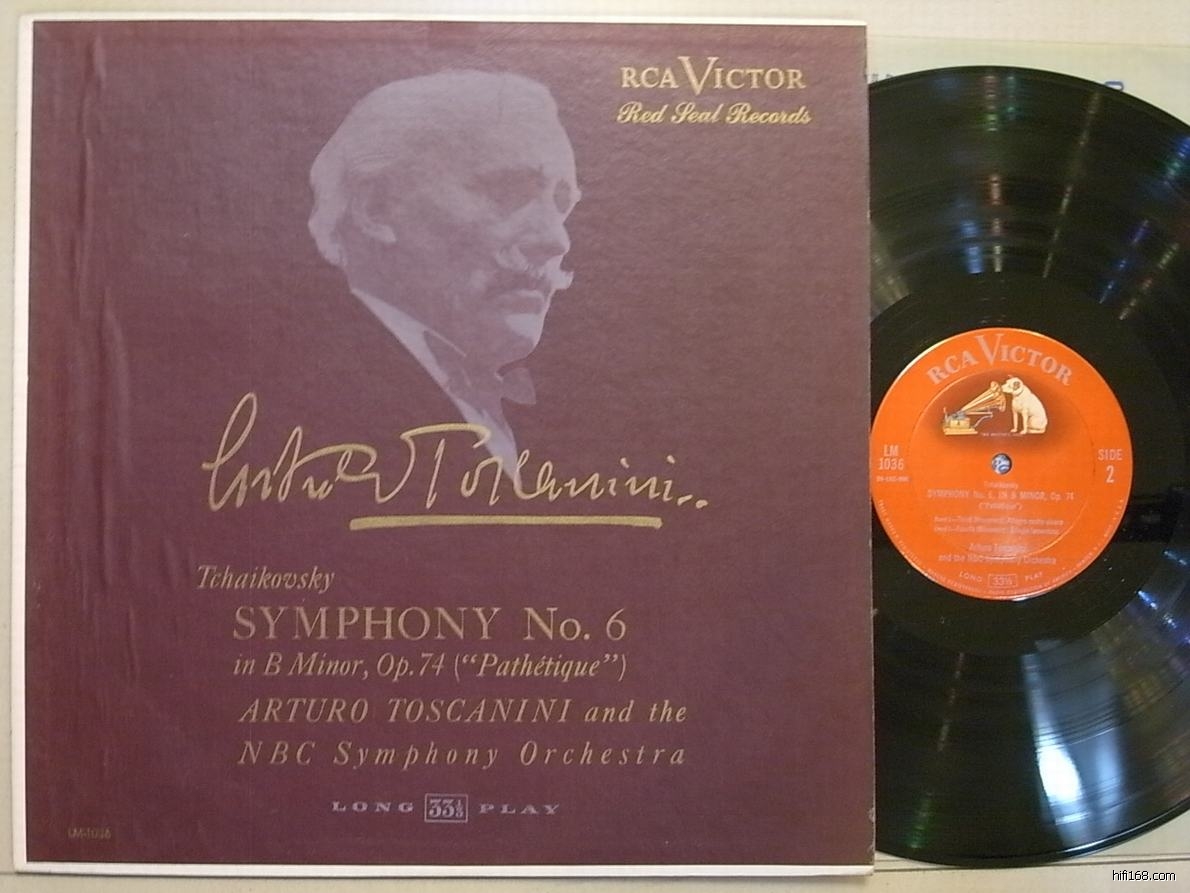 RCA VICTOR
Red Seal Records
Arturo Toscanini
Tchaikovsky
SYMPHONY No. 6
in B Minor, Op. 74 (“Pathétique”)
ARTURO TOSCANINI and the
NBC Symphony Orchestra
LONG 33⅓ PLAY
LM-1036
RCA VICTOR
LM
1036
SIDE
2
Tchaikovsky
SYMPHONY No. 6, IN B MINOR, Op. 74
("Pathétique")
Arturo Toscanini
and the NBC Symphony Orchestra
LONG 33⅓ PLAY
hifi168.com